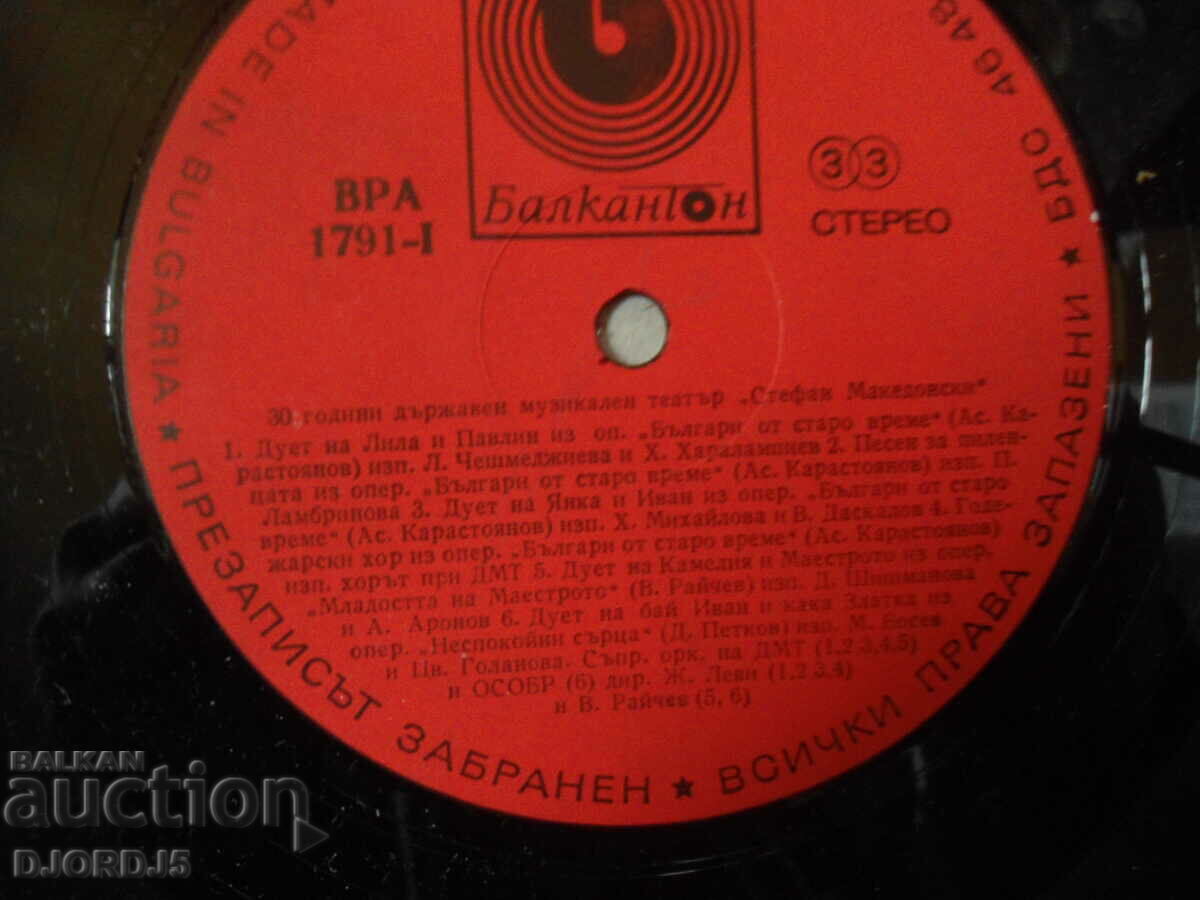 MADE IN BULGARIA ★ ПРЕЗАПИСЪТ ЗАБРАНЕН ★ ВСИЧКИ ПРАВА ЗАПАЗЕНИ ★ БДС 4648
ВРА
1791-I
Балкантон
33
СТЕРЕО
30 години държавен музикален театър „Стефан Македонски“
1. Дует на Лила и Павлин из оп. „Българи от старо време“ (Ас. Ка-
растоянов) изп. Л. Чешмеджиева и Х. Харалампиев 2. Песен за пилен-
цата из опер. „Българи от старо време“ (Ас. Карастоянов) изп. П.
Ламбринова 3. Дует на Янка и Иван из опер. „Българи от старо
време“ (Ас. Карастоянов) изп. Х. Михайлова и В. Даскалов 4. Голе-
жарски хор из опер. „Българи от старо време“ (Ас. Карастоянов)
изп. хорът при ДМТ 5. Дует на Камелия и Маестрото из опер.
„Младостта на Маестрото“ (В. Райчев) изп. Д. Шишманова
и А. Аронов 6. Дует на бай Иван и кака Златка из
опер. „Неспокойни сърца“ (Д. Петков) изп. М. Босев
и Цв. Голанова. Съпр. орк. на ДМТ (1,2,3,4,5)
и ОСОБР (6) дир. Ж. Леви (1,2,3,4)
и В. Райчев (5, 6)
BALKAN
auction
DJORDJ5